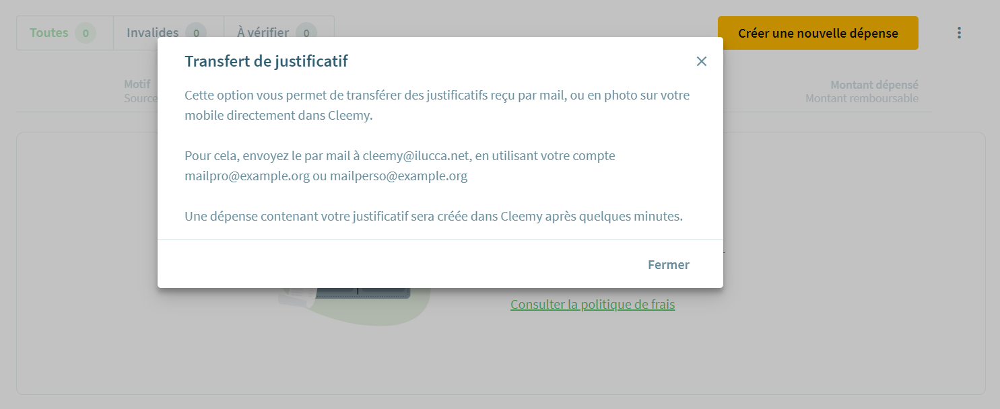 Toutes 0 Invalides 0 À vérifier 0 Créer une nouvelle dépense
Transfert de justificatif
Motif Montant dépensé
Source Montant remboursable
Cette option vous permet de transférer des justificatifs reçu par mail, ou en photo sur votre
mobile directement dans Cleemy.
Pour cela, envoyez le par mail à cleemy@ilucca.net, en utilisant votre compte
mailpro@example.org ou mailperso@example.org
Une dépense contenant votre justificatif sera créée dans Cleemy après quelques minutes.
Fermer
Consulter la politique de frais